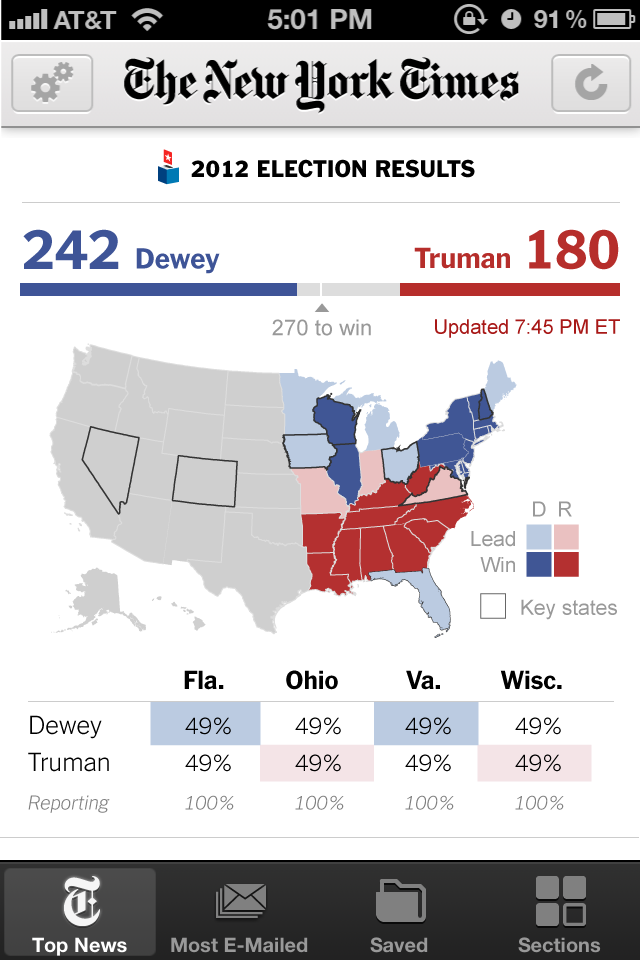 AT&T 5:01 PM 91 %
The New York Times
2012 ELECTION RESULTS
242 Dewey Truman 180
270 to win Updated 7:45 PM ET
D R
Lead
Win
Key states
Fla. Ohio Va. Wisc.
Dewey 49% 49% 49% 49%
Truman 49% 49% 49% 49%
Reporting 100% 100% 100% 100%
T
Top News Most E-Mailed Saved Sections